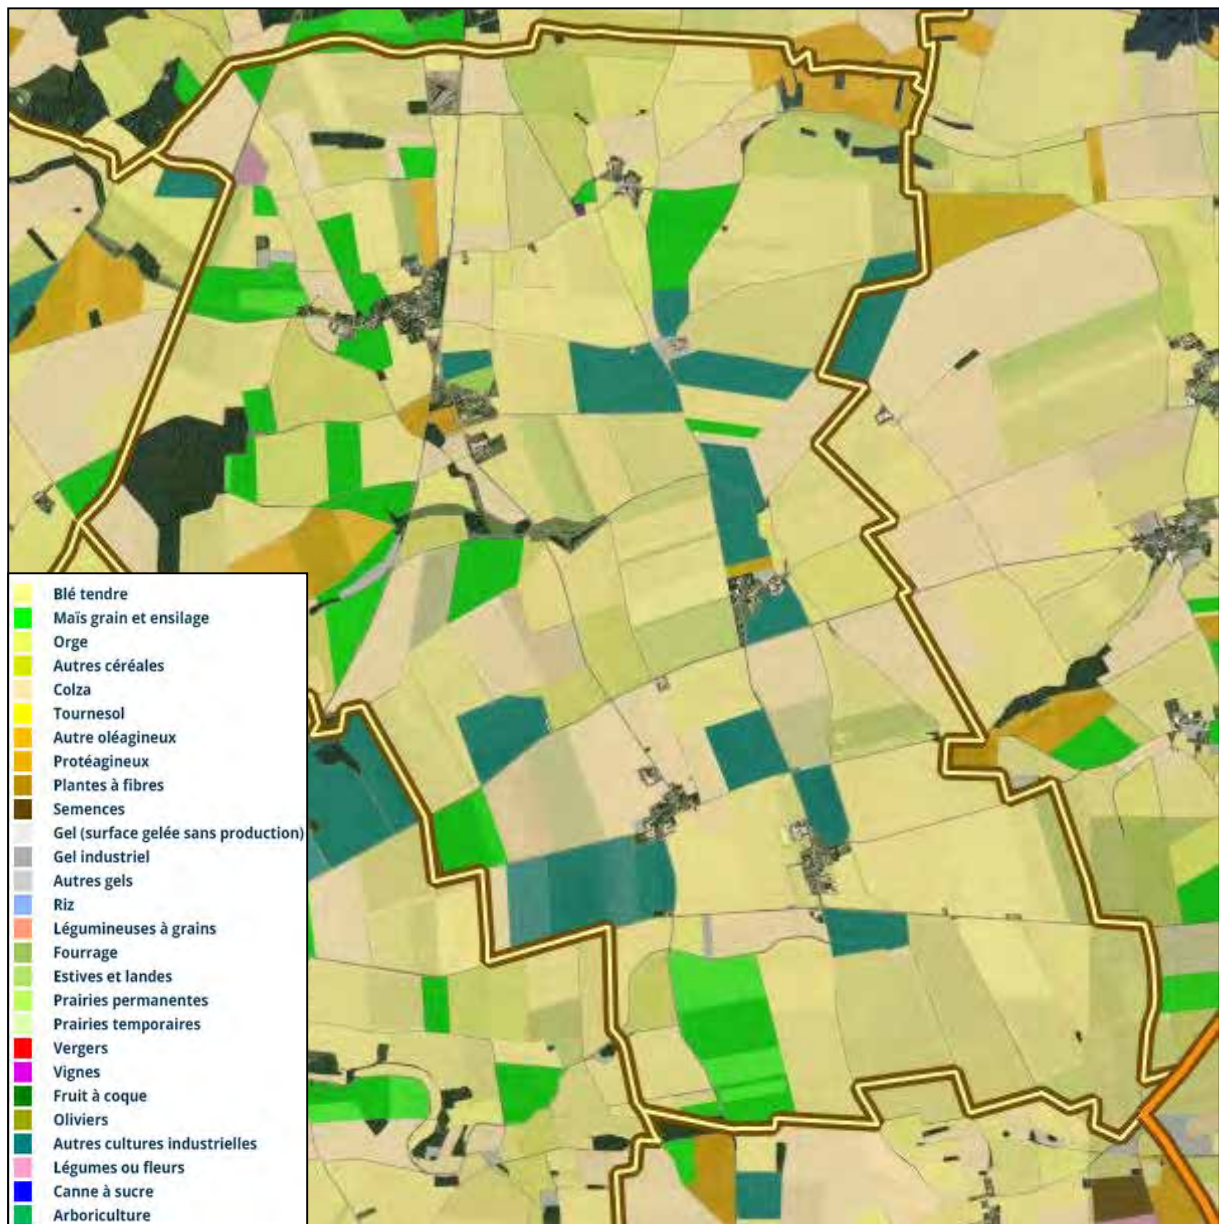 Blé tendre
Maïs grain et ensilage
Orge
Autres céréales
Colza
Tournesol
Autre oléagineux
Protéagineux
Plantes à fibres
Semences
Gel (surface gelée sans production)
Gel industriel
Autres gels
Riz
Légumineuses à grains
Fourrage
Estives et landes
Prairies permanentes
Prairies temporaires
Vergers
Vignes
Fruit à coque
Oliviers
Autres cultures industrielles
Légumes ou fleurs
Canne à sucre
Arboriculture